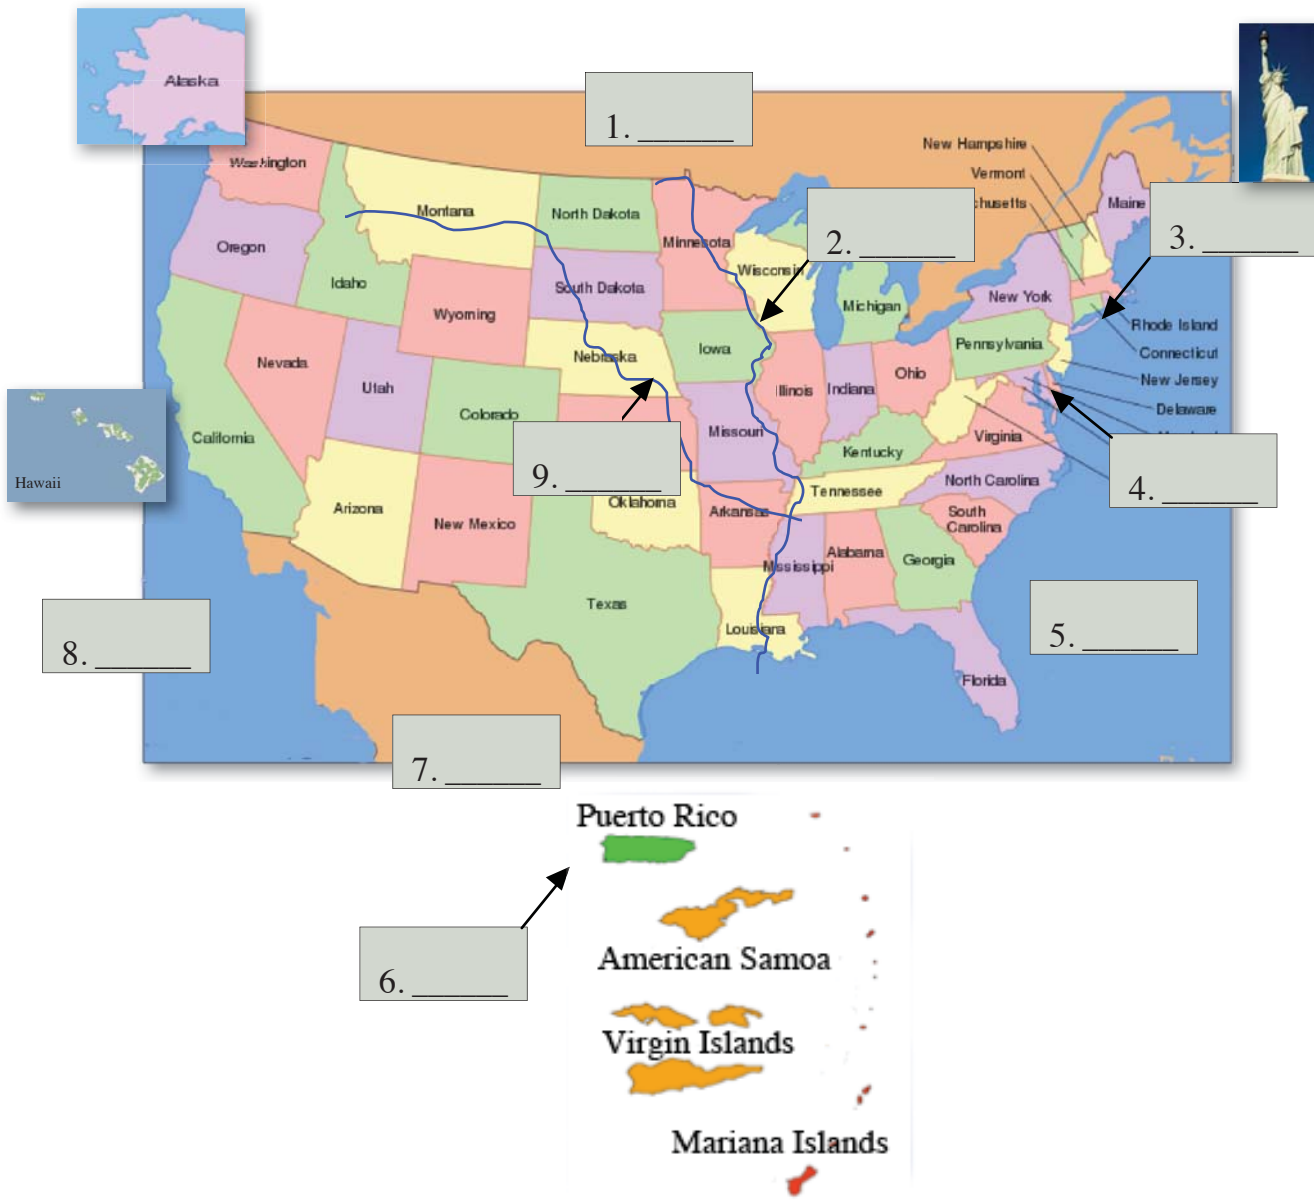 Alaska
1. ______
New Hampshire
Vermont
chusetts
Washington
Montana
North Dakota
Minnesota
Maine
2. ______
3. ______
Oregon
Idaho
Wyoming
South Dakota
Wisconsin
Michigan
New York
Rhode Island
Connecticut
New Jersey
Delaware
Nevada
Utah
Colorado
Nebraska
Iowa
Illinois
Indiana
Ohio
Pennsylvania
California
Missouri
Kentucky
Virginia
Hawaii
9. ______
4. ______
Arizona
New Mexico
Oklahoma
Arkansas
Tennessee
North Carolina
South
Carolina
Texas
Mississippi
Alabama
Georgia
Louisiana
Florida
8. ______
5. ______
7. ______
Puerto Rico
6. ______
American Samoa
Virgin Islands
Mariana Islands